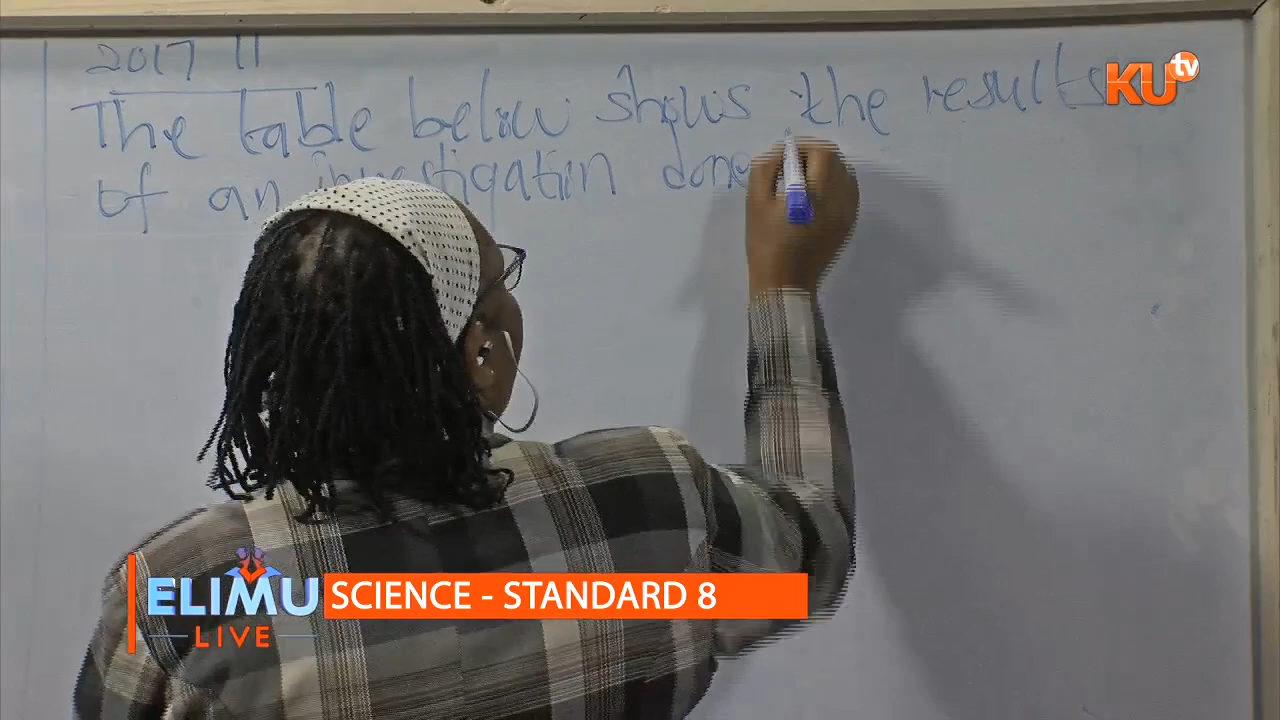 2017 11
The table below shows the results
of an investigation done
KU tv
ELIMU
LIVE
SCIENCE - STANDARD 8